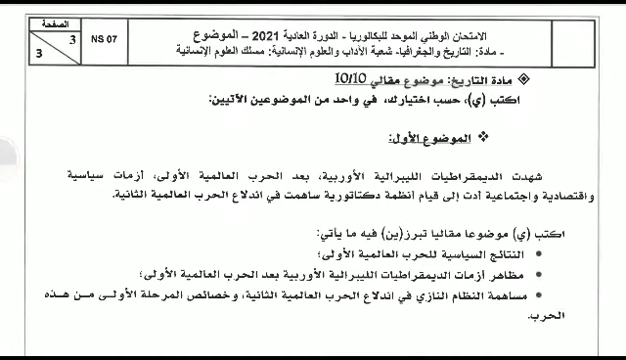 الامتحان الوطني الموحد للبكالوريا - الدورة العادية 2021 – الموضوع
- مادة: التاريخ والجغرافيا- شعبة الآداب والعلوم الإنسانية: مسلك العلوم الإنسانية
NS 07
الصفحة
3
3
مادة التاريخ: موضوع مقالي 10/10
اكتب (ي)، حسب اختيارك، في واحد من الموضوعين الآتيين:
الموضوع الأول:
شهدت الديمقراطيات الليبرالية الأوربية، بعد الحرب العالمية الأولى، أزمات سياسية
واقتصادية واجتماعية أدت إلى قيام أنظمة دكتاتورية ساهمت في اندلاع الحرب العالمية الثانية.
اكتب (ي) موضوعا مقاليا تبرز(ين) فيه ما يأتي:
• النتائج السياسية للحرب العالمية الأولى؛
• مظاهر أزمات الديمقراطيات الليبرالية الأوربية بعد الحرب العالمية الأولى؛
• مساهمة النظام النازي في اندلاع الحرب العالمية الثانية، وخصائص المرحلة الأولى من هذه
الحرب.